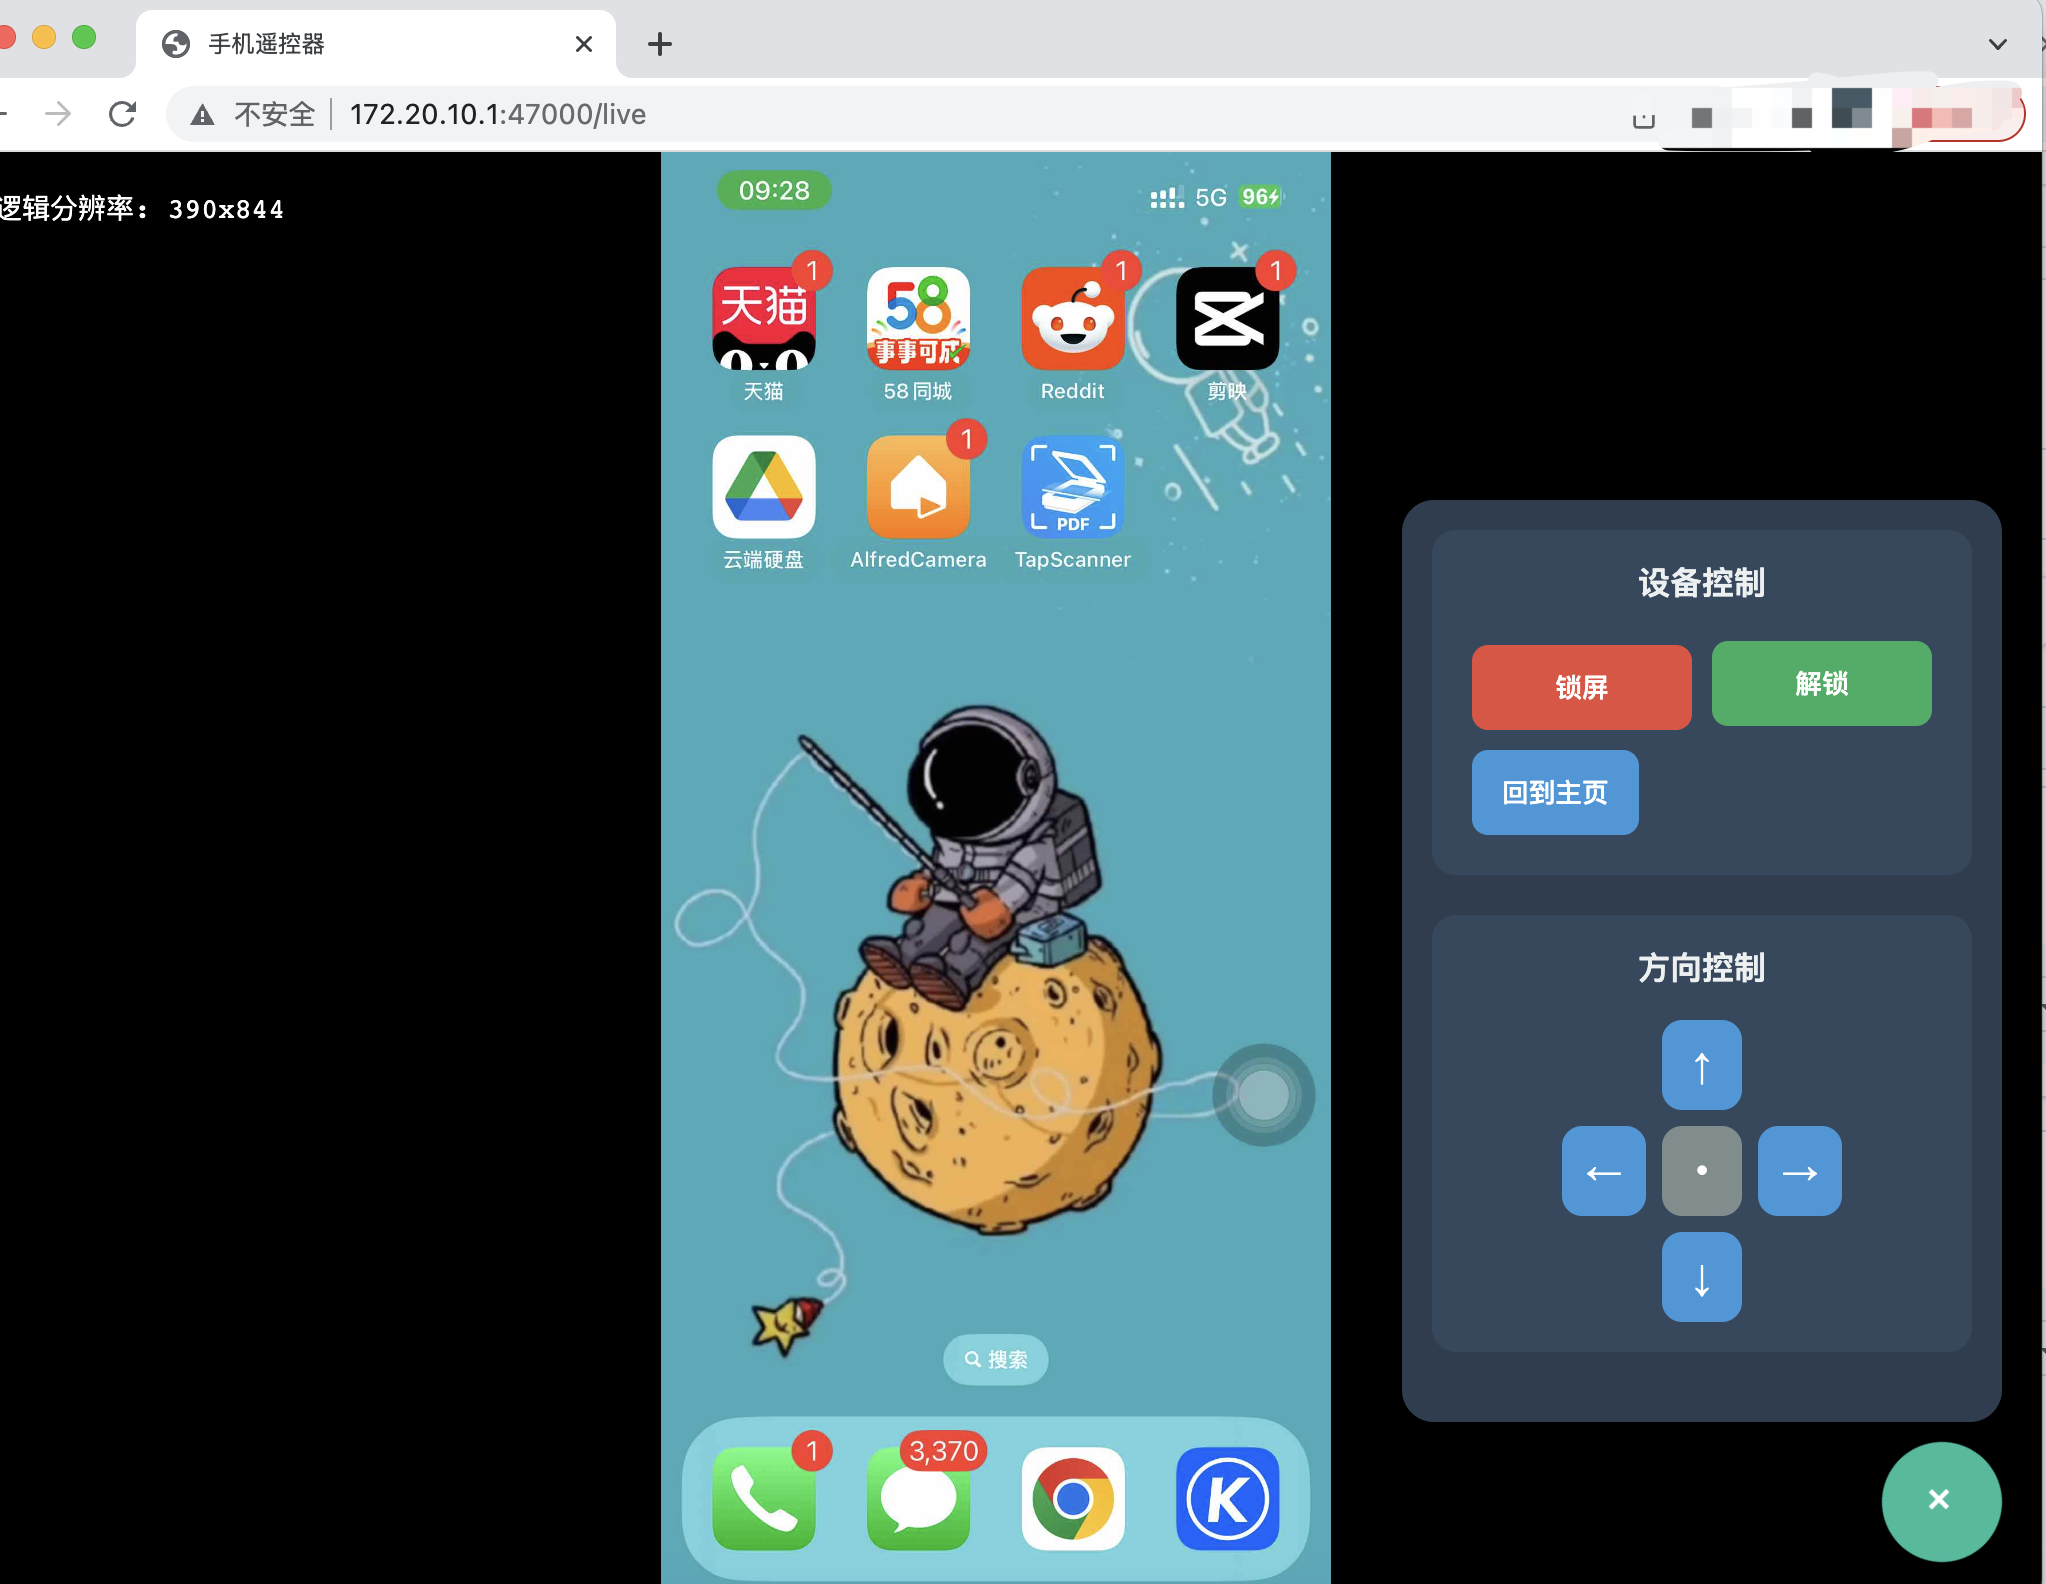 手机遥控器
不安全 172.20.10.1:47000/live
逻辑分辨率: 390x844
09:28
5G 96
1 1 1
天猫
58
事事可成
天猫 58同城 Reddit 剪映
1
PDF
云端硬盘 AlfredCamera TapScanner
搜索
1 3,370
K
设备控制
锁屏 解锁
回到主页
方向控制
↑
← • →
↓
×